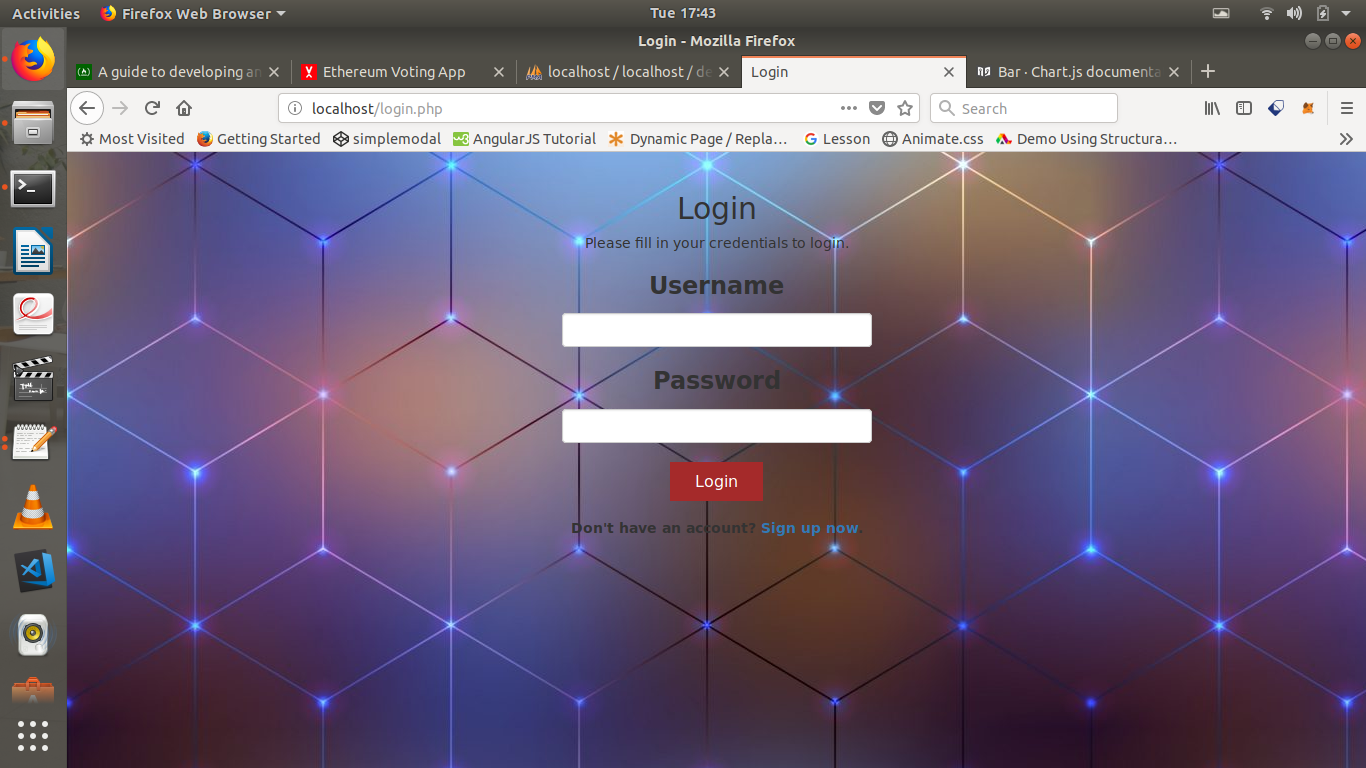 Activities Firefox Web Browser Tue 17:43
Login - Mozilla Firefox
A guide to developing an Ethereum Voting App localhost / localhost / de Login Bar · Chart.js documenta
localhost/login.php Search
Most Visited Getting Started simplemodal AngularJS Tutorial Dynamic Page / Repla… Lesson Animate.css Demo Using Structura…
Login
Please fill in your credentials to login.
Username
Password
Login
Don't have an account? Sign up now.